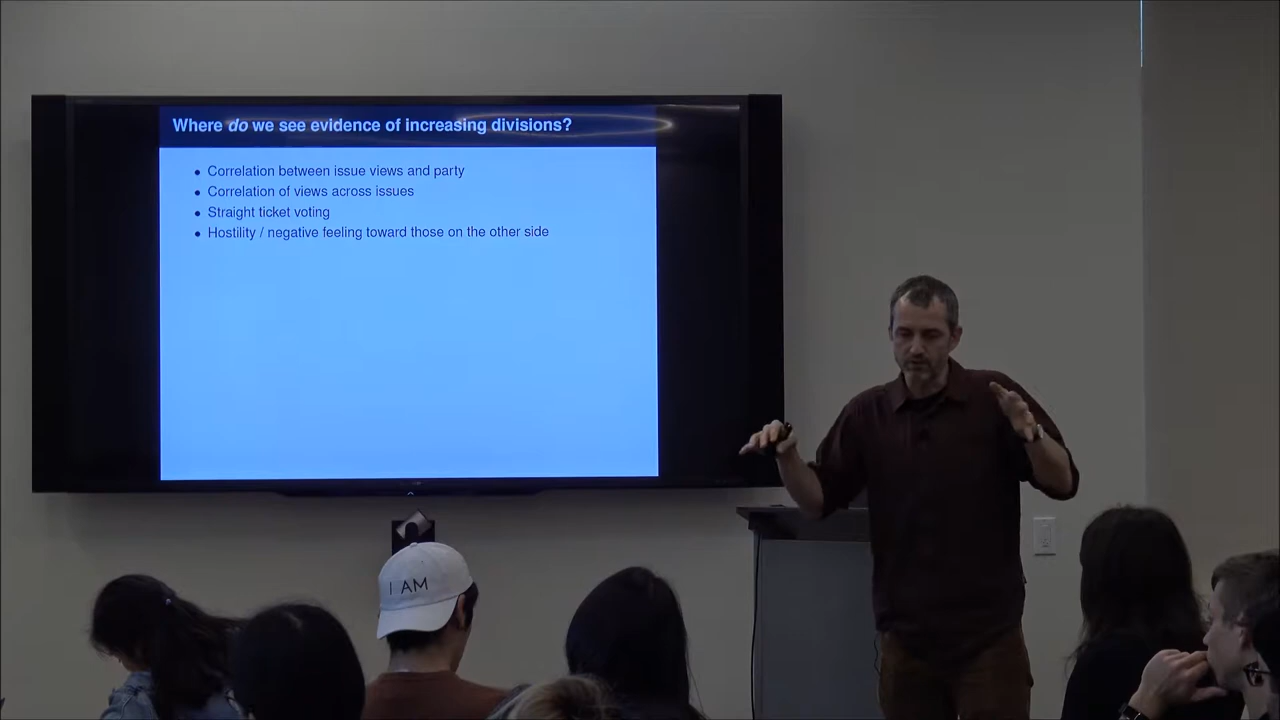 Where do we see evidence of increasing divisions?
• Correlation between issue views and party
• Correlation of views across issues
• Straight ticket voting
• Hostility / negative feeling toward those on the other side
I AM